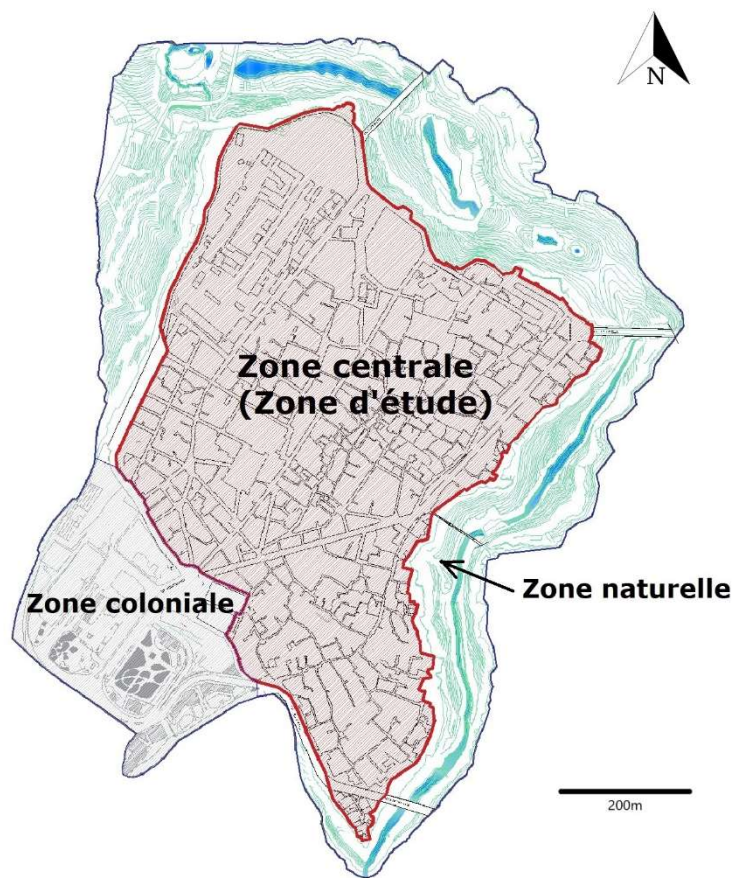 N
Zone centrale
(Zone d'étude)
Zone coloniale
Zone naturelle
200m